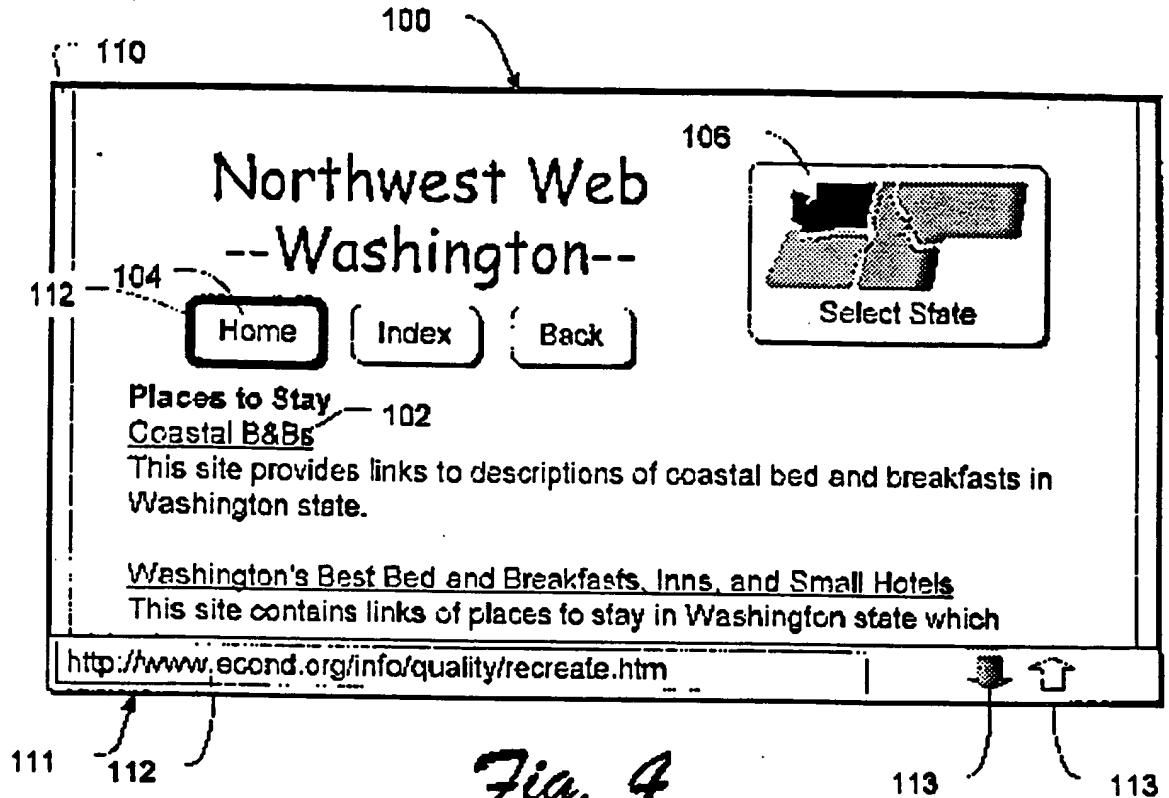 100
110
106
Northwest Web
--Washington--
104
112
Home Index Back
Select State
Places to Stay
Coastal B&Bs
102
This site provides links to descriptions of coastal bed and breakfasts in
Washington state.
Washington's Best Bed and Breakfasts, Inns, and Small Hotels
This site contains links of places to stay in Washington state which
http://www.econd.org/info/quality/recreate.htm
111
112
113
113
Fig. 4